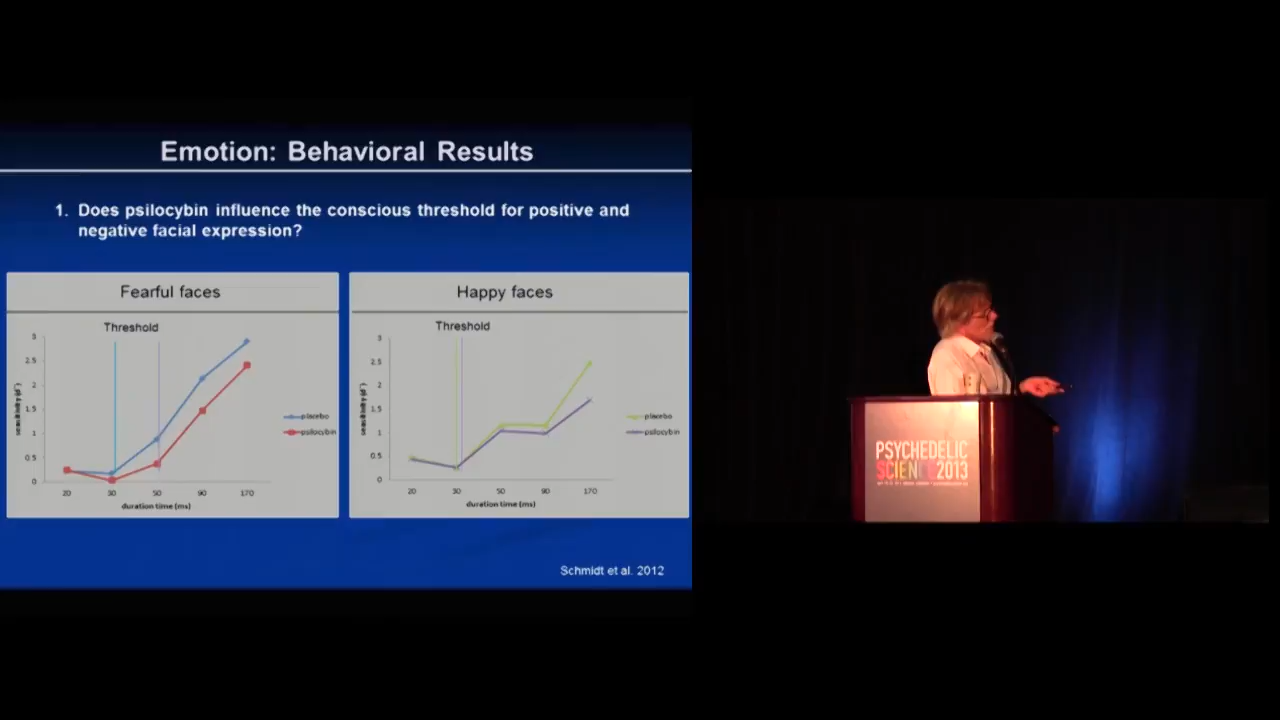 Emotion: Behavioral Results
1. Does psilocybin influence the conscious threshold for positive and
negative facial expression?
Fearful faces
Threshold
3
2.5
2
1.5
1
0.5
0
sensitivity (d')
20 30 50 90 170
duration time (ms)
placebo
psilocybin
Happy faces
Threshold
3
2.5
2
1.5
1
0.5
0
sensitivity (d')
20 30 50 90 170
duration time (ms)
placebo
psilocybin
Schmidt et al. 2012
PSYCHEDELIC
SCIENCE 2013